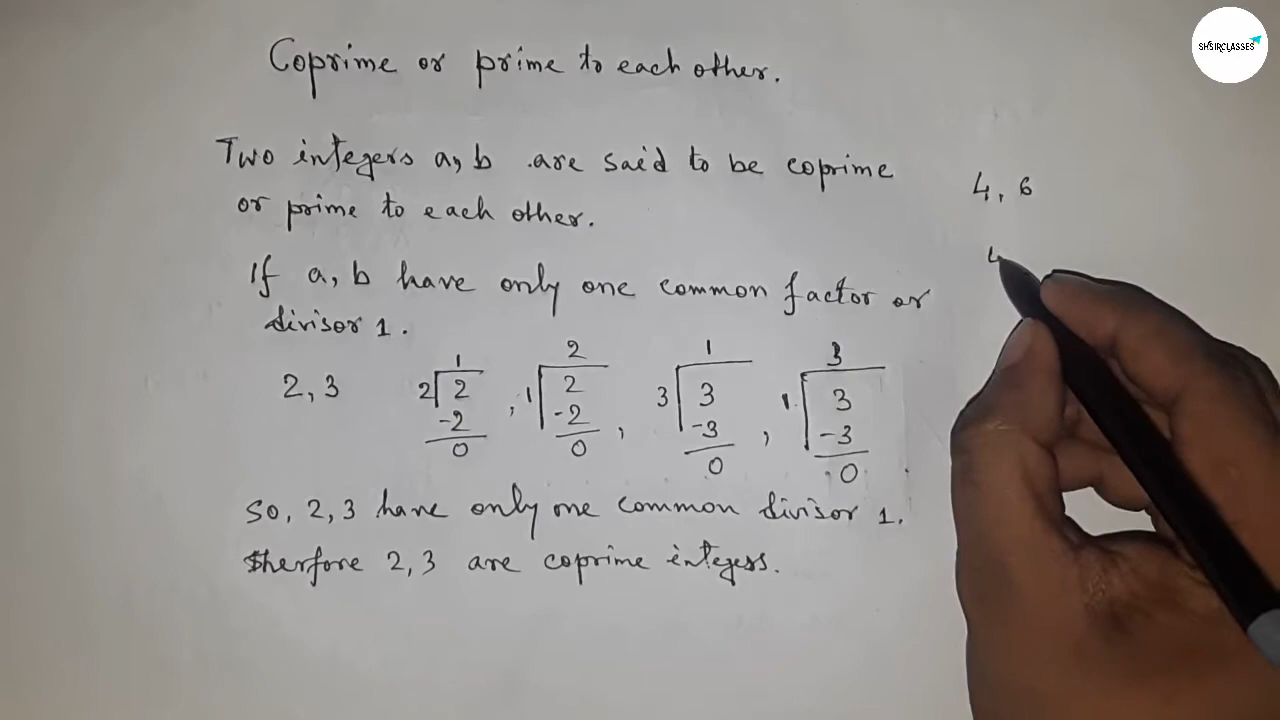 SHSIRCLASSES
Coprime or prime to each other.
Two integers a, b are said to be coprime
or prime to each other.
4, 6
If a, b have only one common factor or
4
divisor 1.
1 2 1 3
2, 3 2 2 , 1 2 , 3 3 , 1 3
-2 -2 -3 -3
0 0 0 0
So, 2, 3 have only one common divisor 1.
therfore 2, 3 are coprime integess.